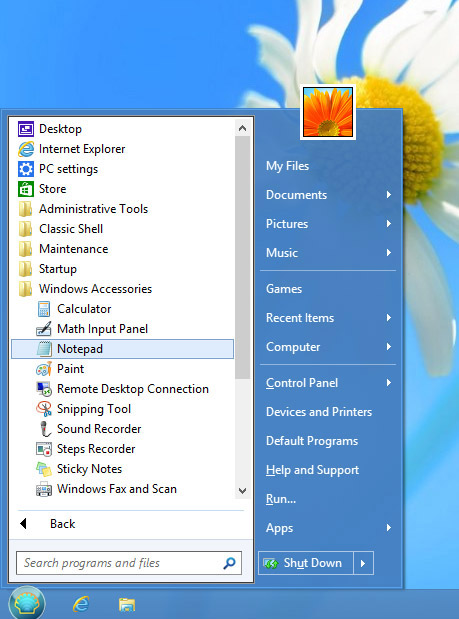 Desktop
Internet Explorer
PC settings
Store
Administrative Tools
Classic Shell
Maintenance
Startup
Windows Accessories
Calculator
Math Input Panel
Notepad
Paint
Remote Desktop Connection
Snipping Tool
Sound Recorder
Steps Recorder
Sticky Notes
Windows Fax and Scan
Back
Search programs and files
My Files
Documents
Pictures
Music
Games
Recent Items
Computer
Control Panel
Devices and Printers
Default Programs
Help and Support
Run...
Apps
Shut Down